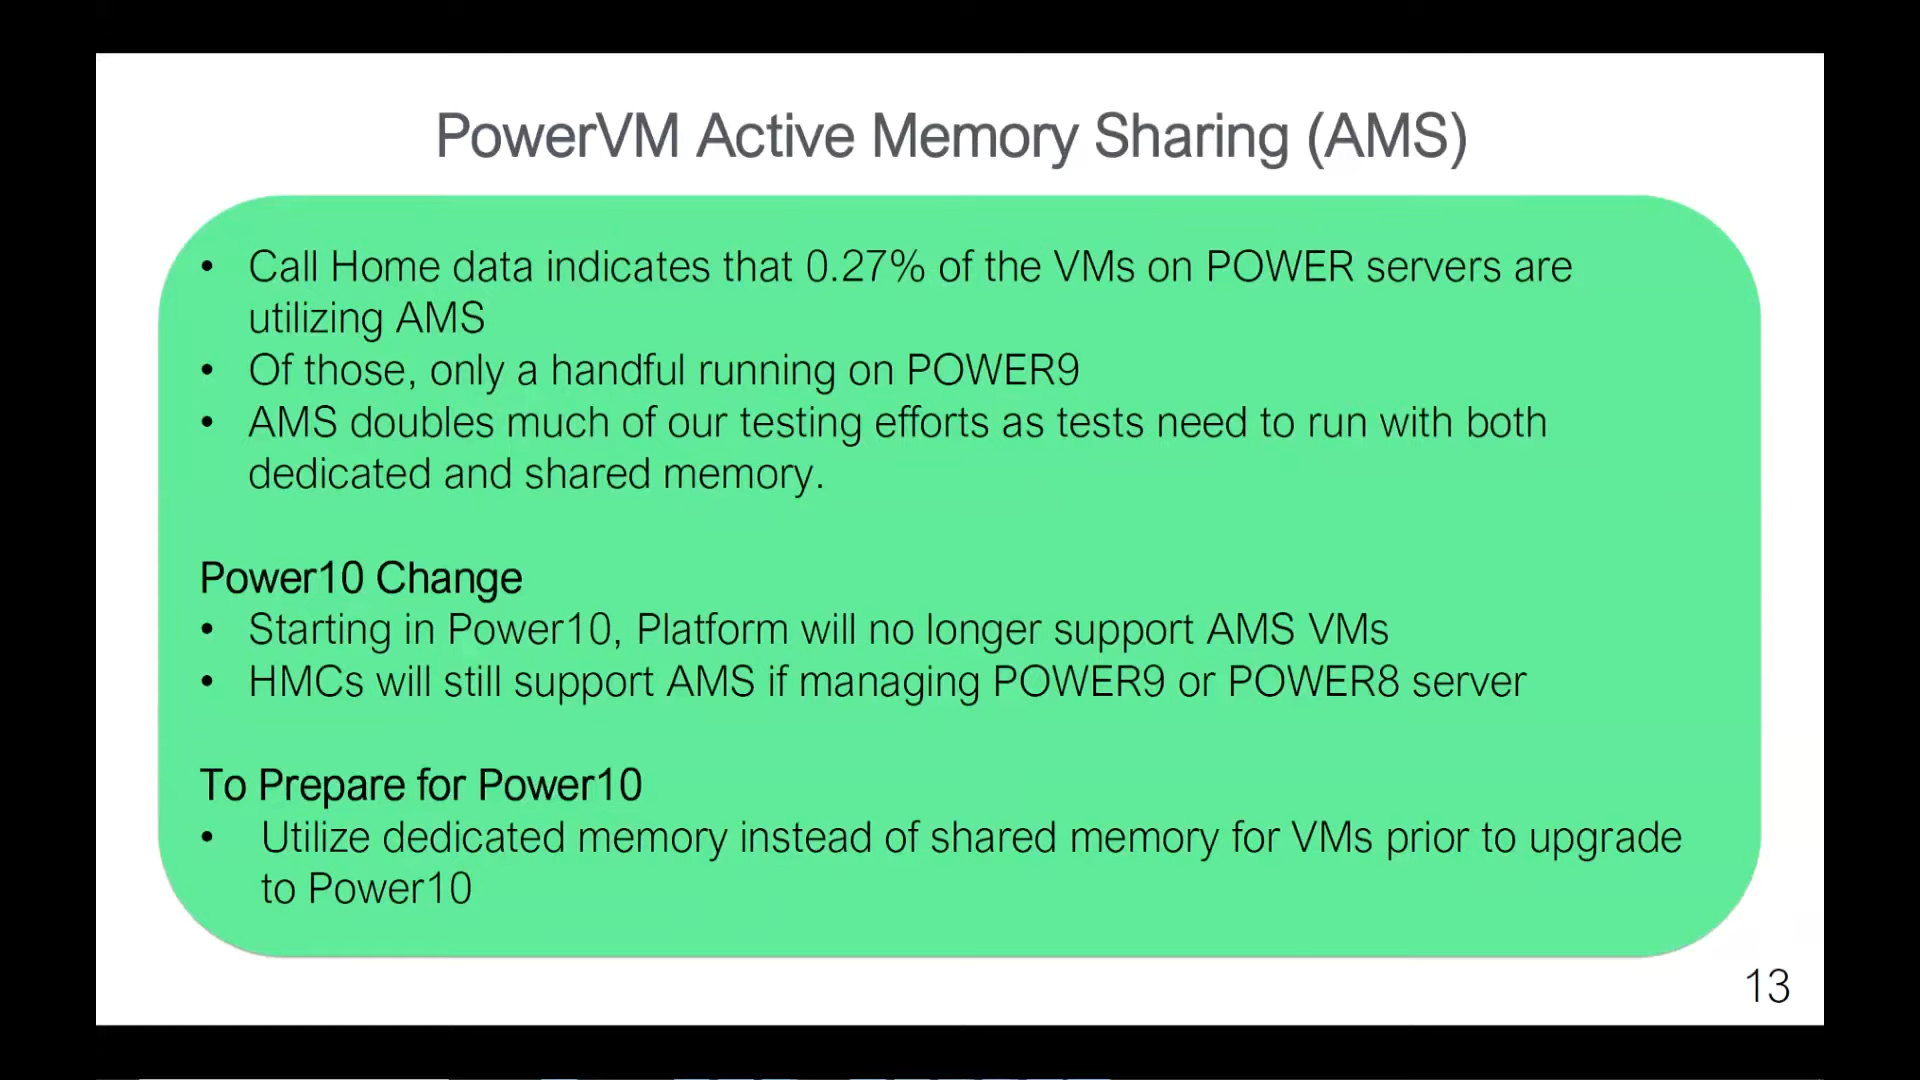 PowerVM Active Memory Sharing (AMS)
• Call Home data indicates that 0.27% of the VMs on POWER servers are
utilizing AMS
• Of those, only a handful running on POWER9
• AMS doubles much of our testing efforts as tests need to run with both
dedicated and shared memory.
Power10 Change
• Starting in Power10, Platform will no longer support AMS VMs
• HMCs will still support AMS if managing POWER9 or POWER8 server
To Prepare for Power10
• Utilize dedicated memory instead of shared memory for VMs prior to upgrade
to Power10
13